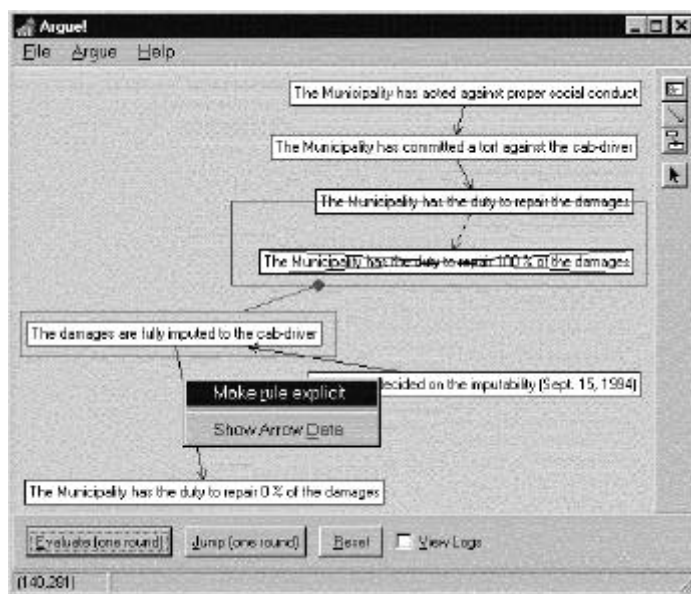 Argue!
File Argue Help
The Municipality has acted against proper social conduct
The Municipality has committed a tort against the cab-driver
The Municipality has the duty to repair the damages
The Municipality has the duty to repair 100 % of the damages
The damages are fully imputed to the cab-driver
decided on the imputability (Sept. 15, 1994)
Make rule explicit
Show Arrow Data
The Municipality has the duty to repair 0 % of the damages
Evaluate (one round) Jump (one round) Reset View Logs
(140,281)